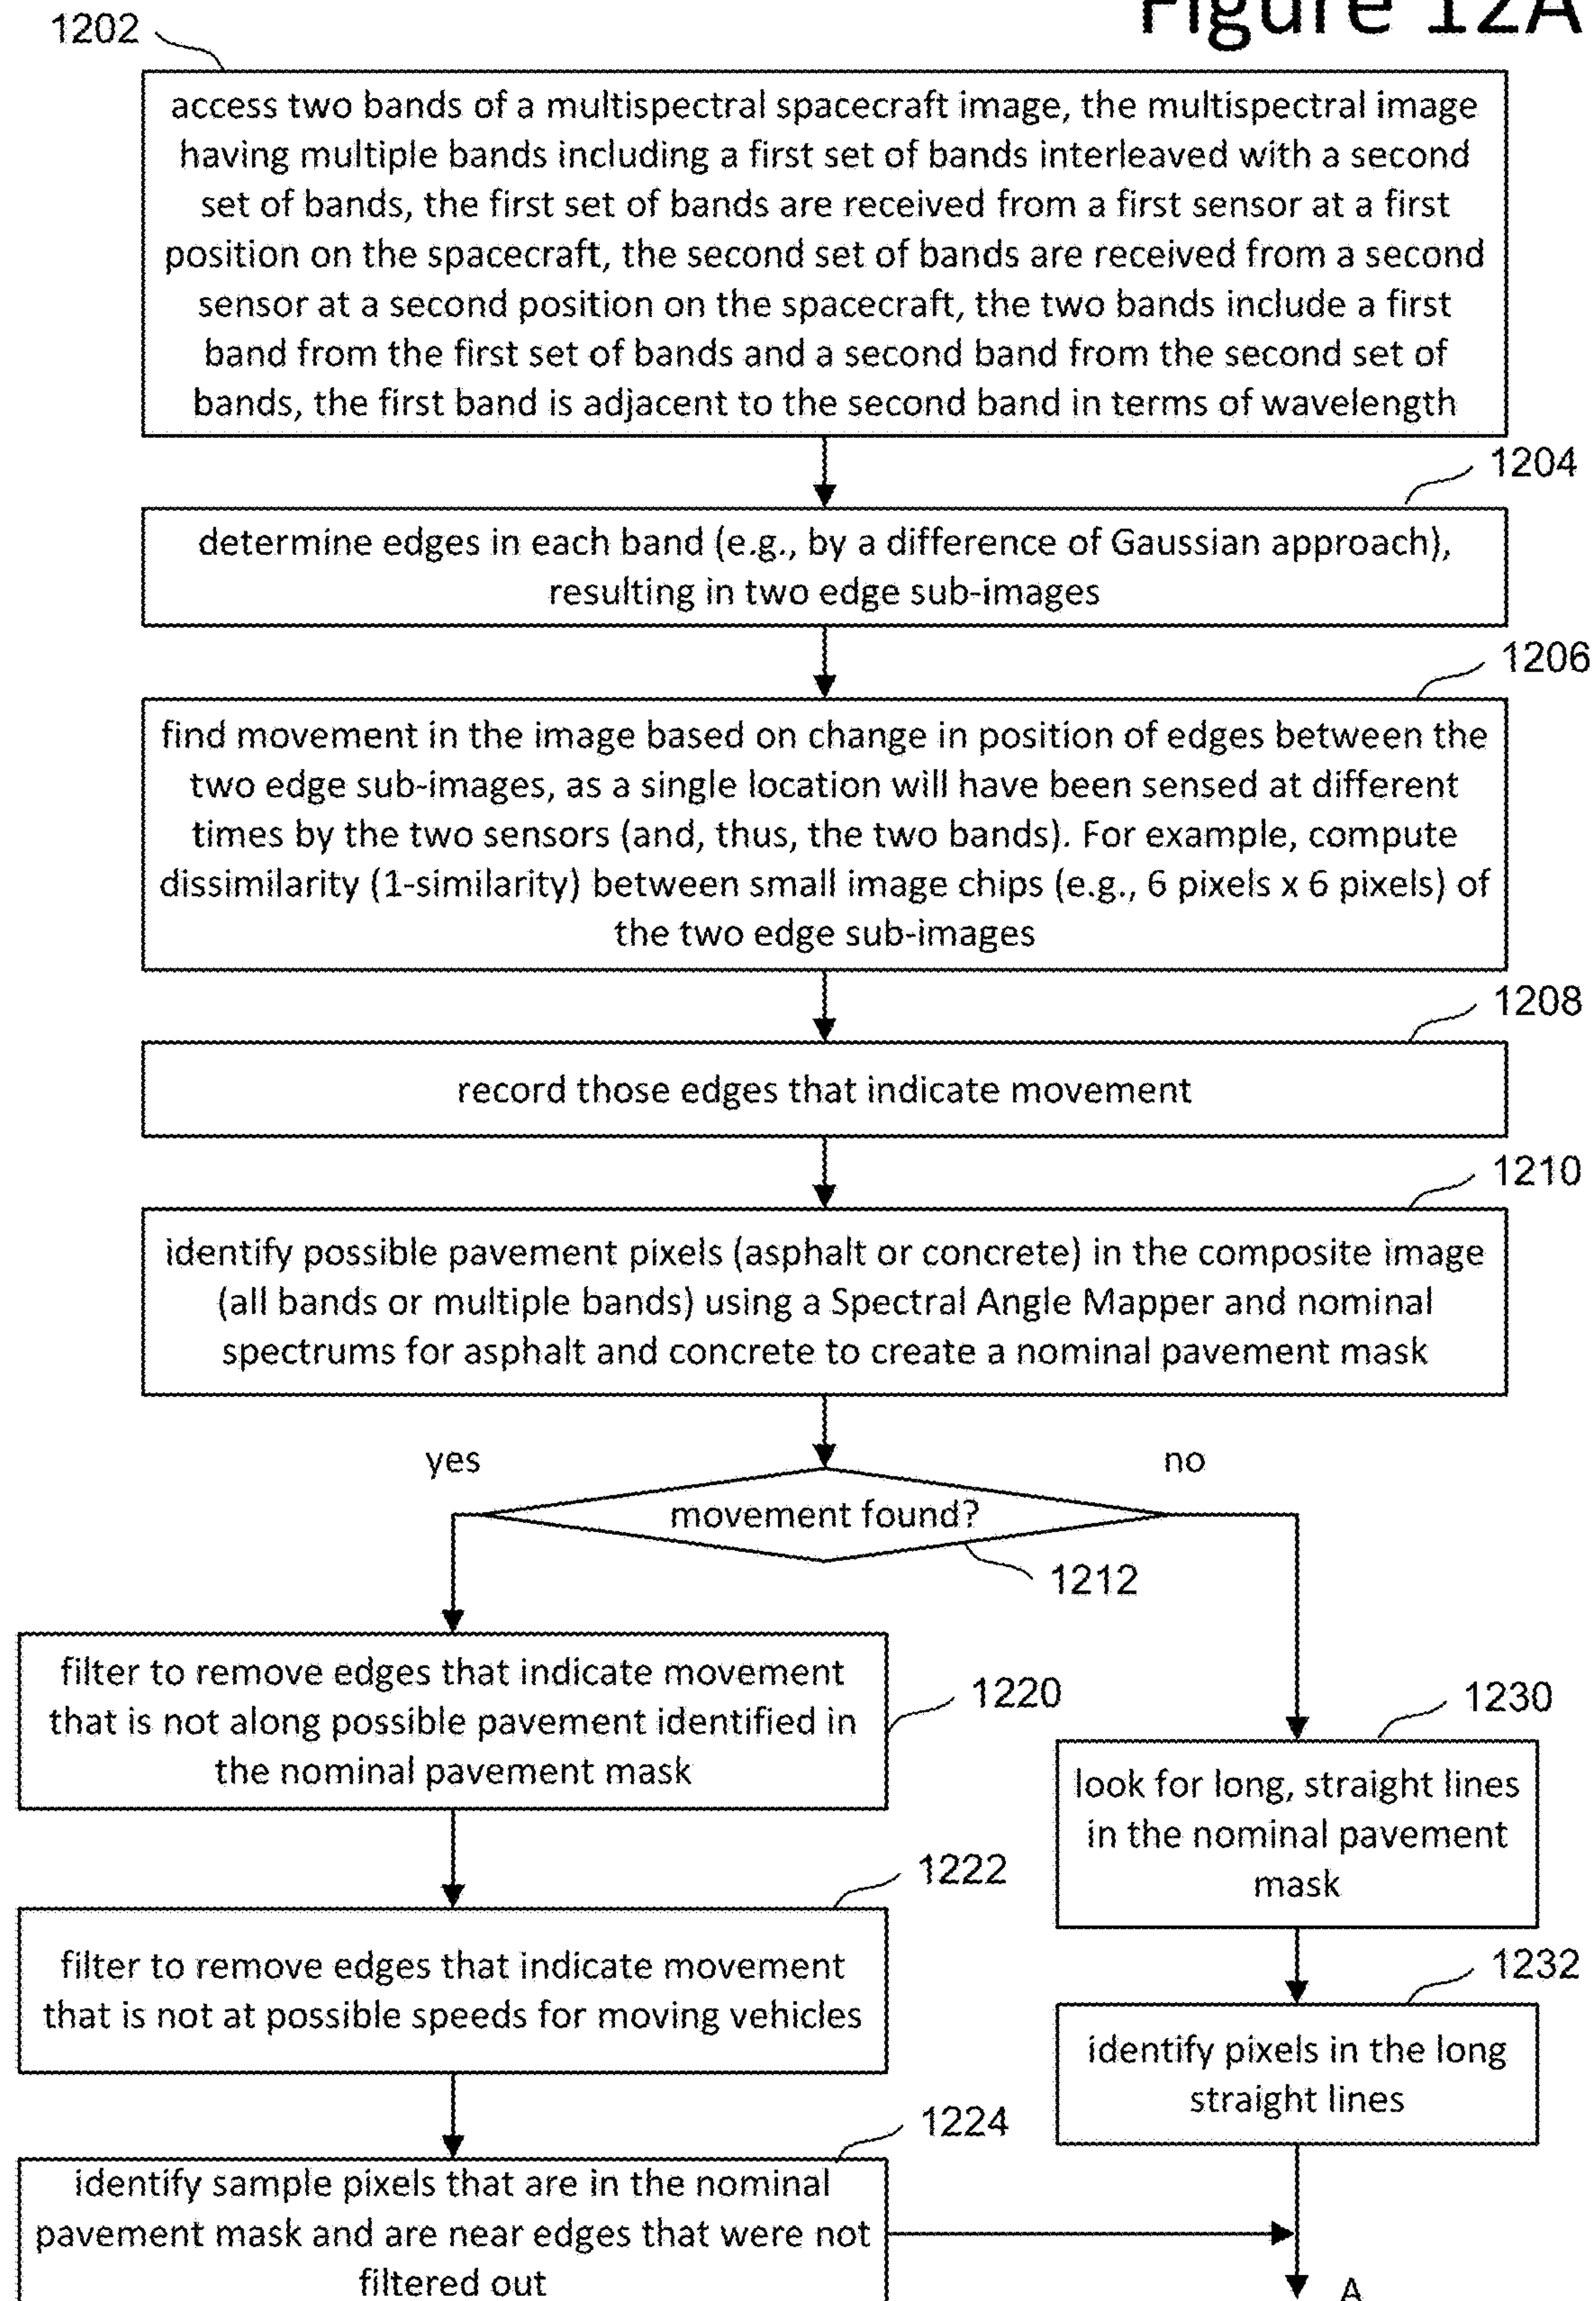 Figure 12A
1202
access two bands of a multispectral spacecraft image, the multispectral image
having multiple bands including a first set of bands interleaved with a second
set of bands, the first set of bands are received from a first sensor at a first
position on the spacecraft, the second set of bands are received from a second
sensor at a second position on the spacecraft, the two bands include a first
band from the first set of bands and a second band from the second set of
bands, the first band is adjacent to the second band in terms of wavelength
1204
determine edges in each band (e.g., by a difference of Gaussian approach),
resulting in two edge sub-images
1206
find movement in the image based on change in position of edges between the
two edge sub-images, as a single location will have been sensed at different
times by the two sensors (and, thus, the two bands). For example, compute
dissimilarity (1-similarity) between small image chips (e.g., 6 pixels x 6 pixels) of
the two edge sub-images
1208
record those edges that indicate movement
1210
identify possible pavement pixels (asphalt or concrete) in the composite image
(all bands or multiple bands) using a Spectral Angle Mapper and nominal
spectrums for asphalt and concrete to create a nominal pavement mask
yes
no
movement found?
1212
filter to remove edges that indicate movement
that is not along possible pavement identified in
the nominal pavement mask
1220
1230
look for long, straight lines
in the nominal pavement
mask
1222
filter to remove edges that indicate movement
that is not at possible speeds for moving vehicles
1232
identify pixels in the long
straight lines
1224
identify sample pixels that are in the nominal
pavement mask and are near edges that were not
filtered out
A